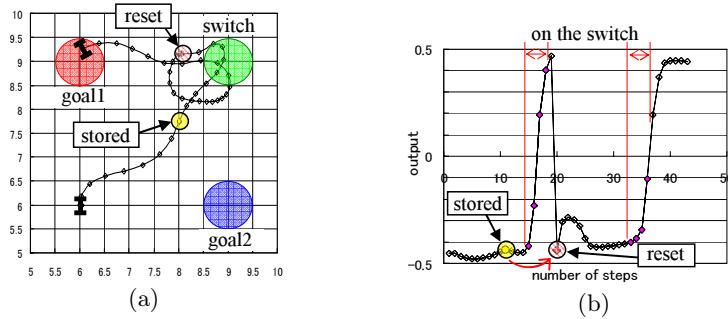 reset
switch
goal1
stored
goal2
10
9.5
9
8.5
8
7.5
7
6.5
6
5.5
5
5 5.5 6 6.5 7 7.5 8 8.5 9 9.5 10
(a)
on the switch
0.5
0
-0.5
output
0 10 20 30 40 50
stored
reset
number of steps
(b)